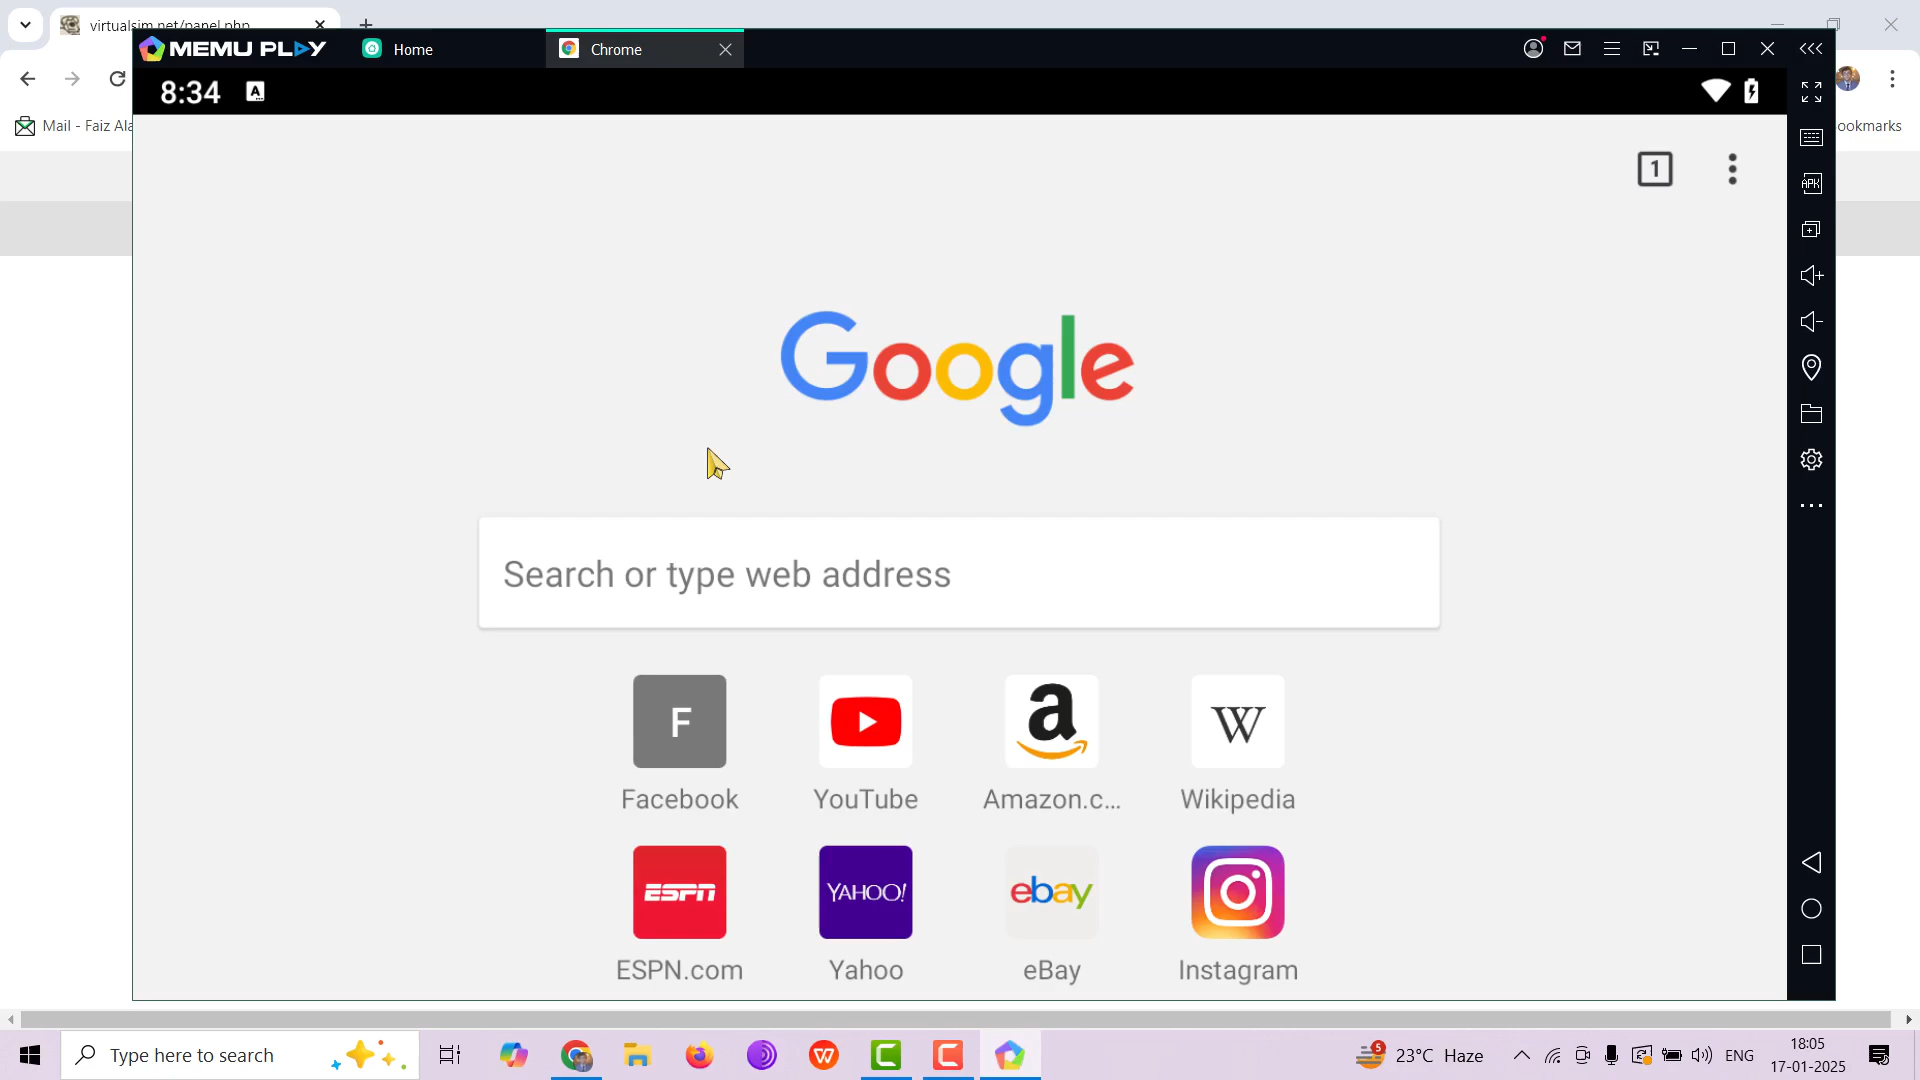 virtualsim.net/panel.php
MEMU PLAY
Home
Chrome
8:34
A
Mail - Faiz Ala
ookmarks
APK
1
Google
Search or type web address
F
W
Facebook
YouTube
Amazon.c...
Wikipedia
ESPN
YAHOO!
ebay
ESPN.com
Yahoo
eBay
Instagram
Type here to search
5
23°C Haze
ENG
18:05
17-01-2025